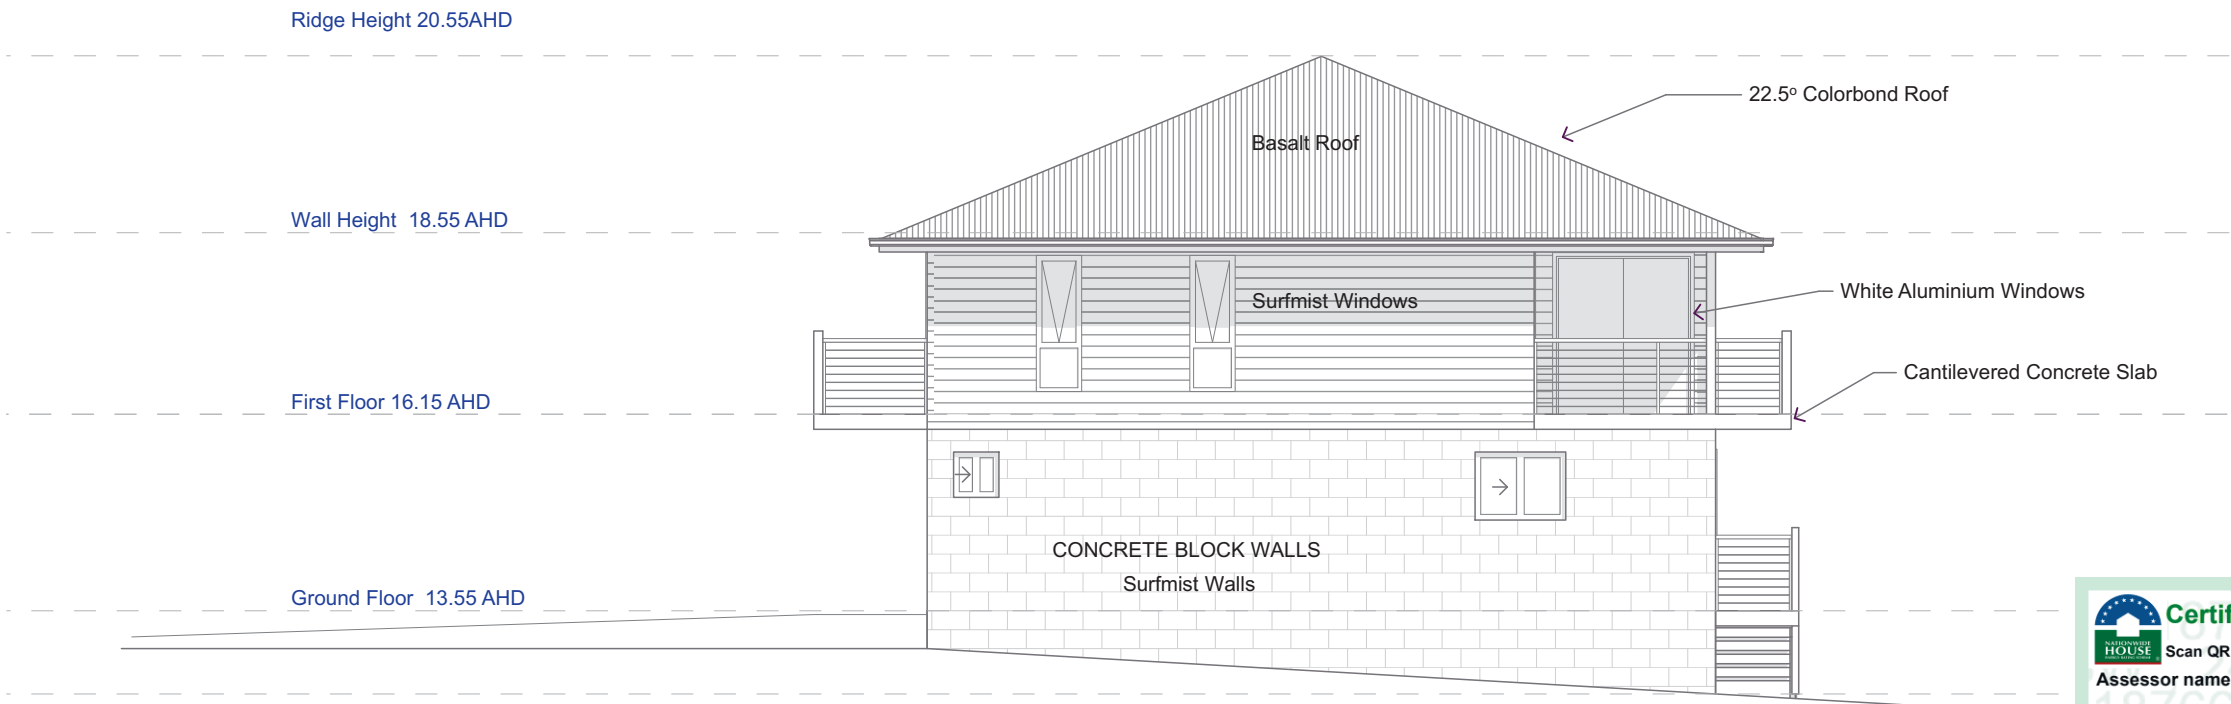 Ridge Height 20.55AHD
22.5º Colorbond Roof
Basalt Roof
Wall Height 18.55 AHD
White Aluminium Windows
Surfmist Windows
Cantilevered Concrete Slab
First Floor 16.15 AHD
CONCRETE BLOCK WALLS
Surfmist Walls
Ground Floor 13.55 AHD
Certif
NATIONWIDE
HOUSE
Scan QR
Assessor name